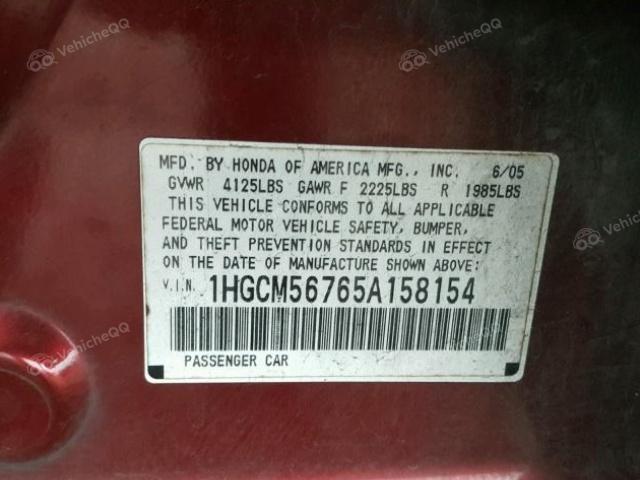 VehicheQQ
VehicheQQ
MFD. BY HONDA OF AMERICA MFG., INC. 6/05
GVWR 4125LBS GAWR F 2225LBS R 1985LBS
THIS VEHICLE CONFORMS TO ALL APPLICABLE
FEDERAL MOTOR VEHICLE SAFETY, BUMPER,
AND THEFT PREVENTION STANDARDS IN EFFECT
ON THE DATE OF MANUFACTURE SHOWN ABOVE:
V.I.N. 1HGCM56765A158154
PASSENGER CAR
VehicheQQ
VehicheQQ
VehicheQQ
VehicheQQ